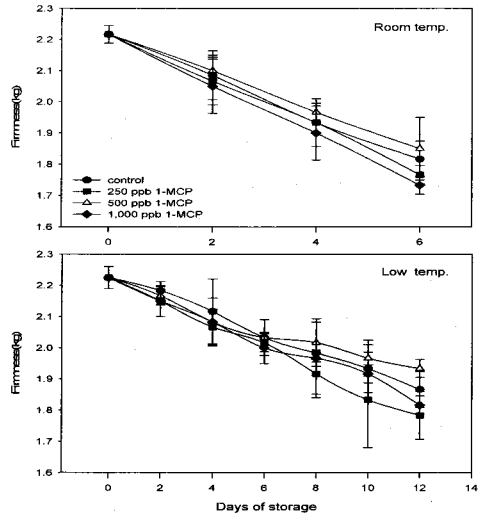 2.3
Room temp.
2.2
2.1
2.0
1.9
1.8
1.7
1.6
Firmness(kg)
control
250 ppb 1-MCP
500 ppb 1-MCP
1,000 ppb 1-MCP
0 2 4 6
2.3
Low temp.
2.2
2.1
2.0
1.9
1.8
1.7
1.6
Firmness(kg)
0 2 4 6 8 10 12 14
Days of storage